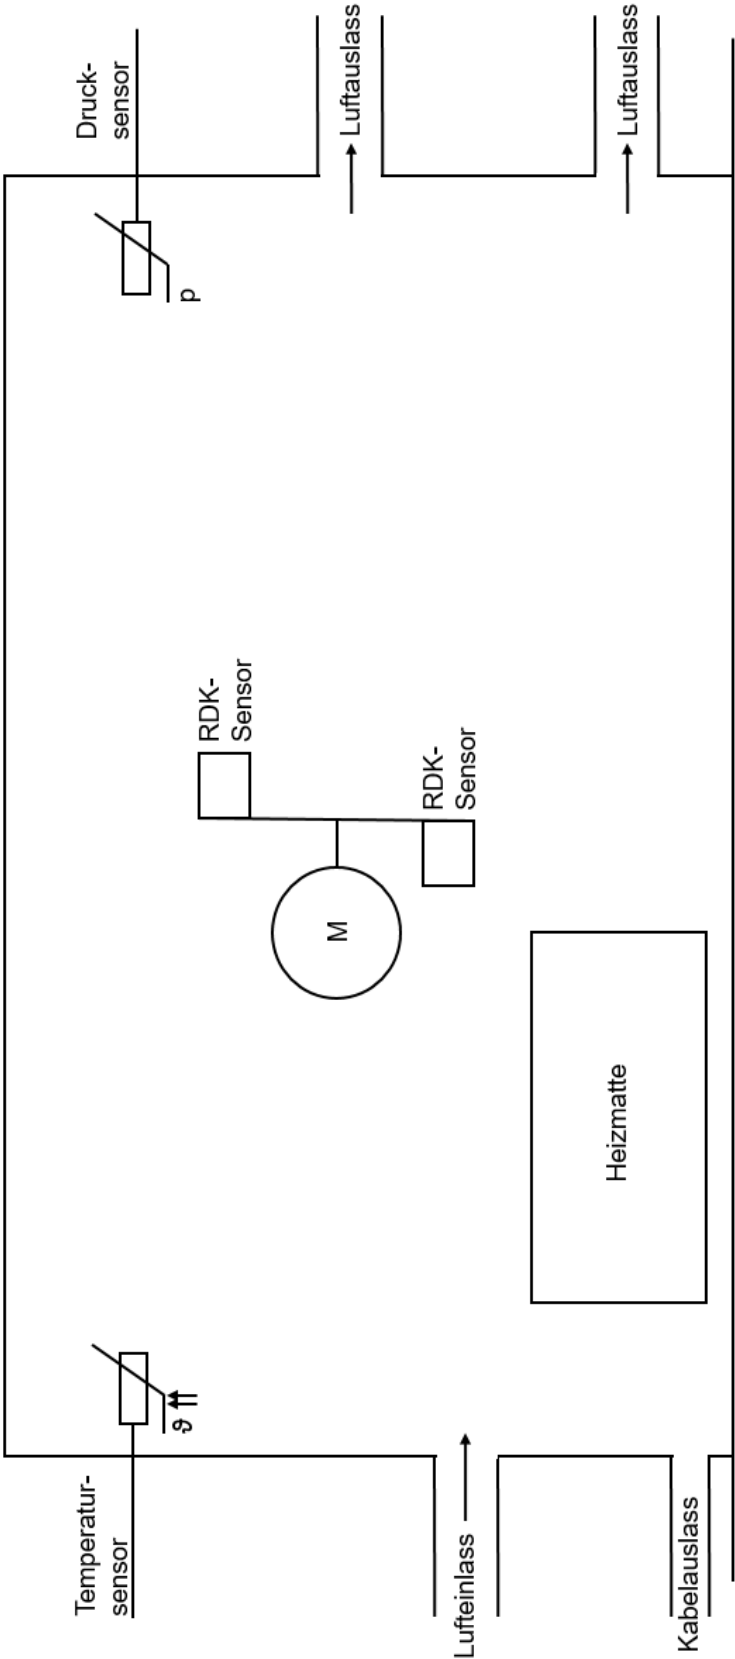 Temperatur-
sensor
ϑ
Druck-
sensor
p
RDK-
Sensor
M
RDK-
Sensor
Luftauslass
Lufteinlass
Heizmatte
Luftauslass
Kabelauslass